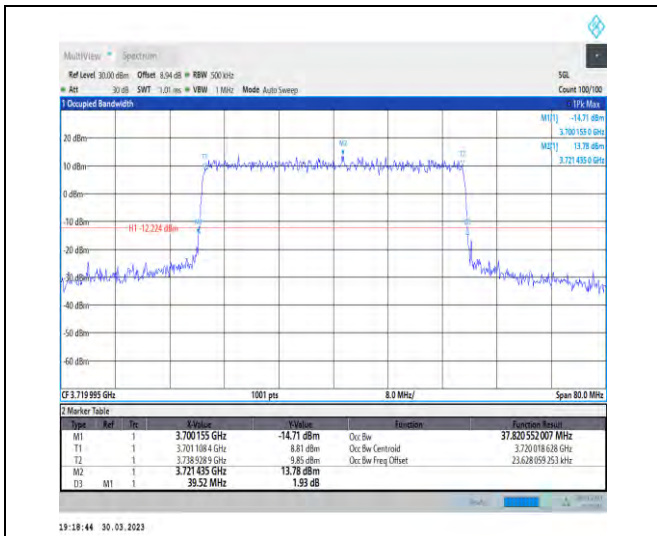 MultiView Spectrum
Ref Level 30.00 dBm Offset 8.94 dB RBW 500 kHz SGL
Att 30 dB SWT 1.01 ms VBW 1 MHz Mode Auto Sweep Count 100/100
1 Occupied Bandwidth 1Pk Max
M1[1] -14.71 dBm
3.700 155 0 GHz
M2[1] 13.78 dBm
3.721 435 0 GHz
20 dBm
M2
T1 T2
10 dBm
0 dBm
-10 dBm
H1 -12.224 dBm
-30 dBm
-40 dBm
-50 dBm
-60 dBm
CF 3.719 995 GHz 1001 pts 8.0 MHz/ Span 80.0 MHz
2 Marker Table
Type Ref Trc X-Value Y-Value Function Function Result
M1 1 3.700 155 GHz -14.71 dBm Occ Bw 37.820 552 007 MHz
T1 1 3.701 108 4 GHz 8.81 dBm Occ Bw Centroid 3.720 018 628 GHz
T2 1 3.738 928 9 GHz 9.85 dBm Occ Bw Freq Offset 23.628 059 253 kHz
M2 1 3.721 435 GHz 13.78 dBm
D3 M1 1 39.52 MHz 1.93 dB
19:18:44 30.03.2023